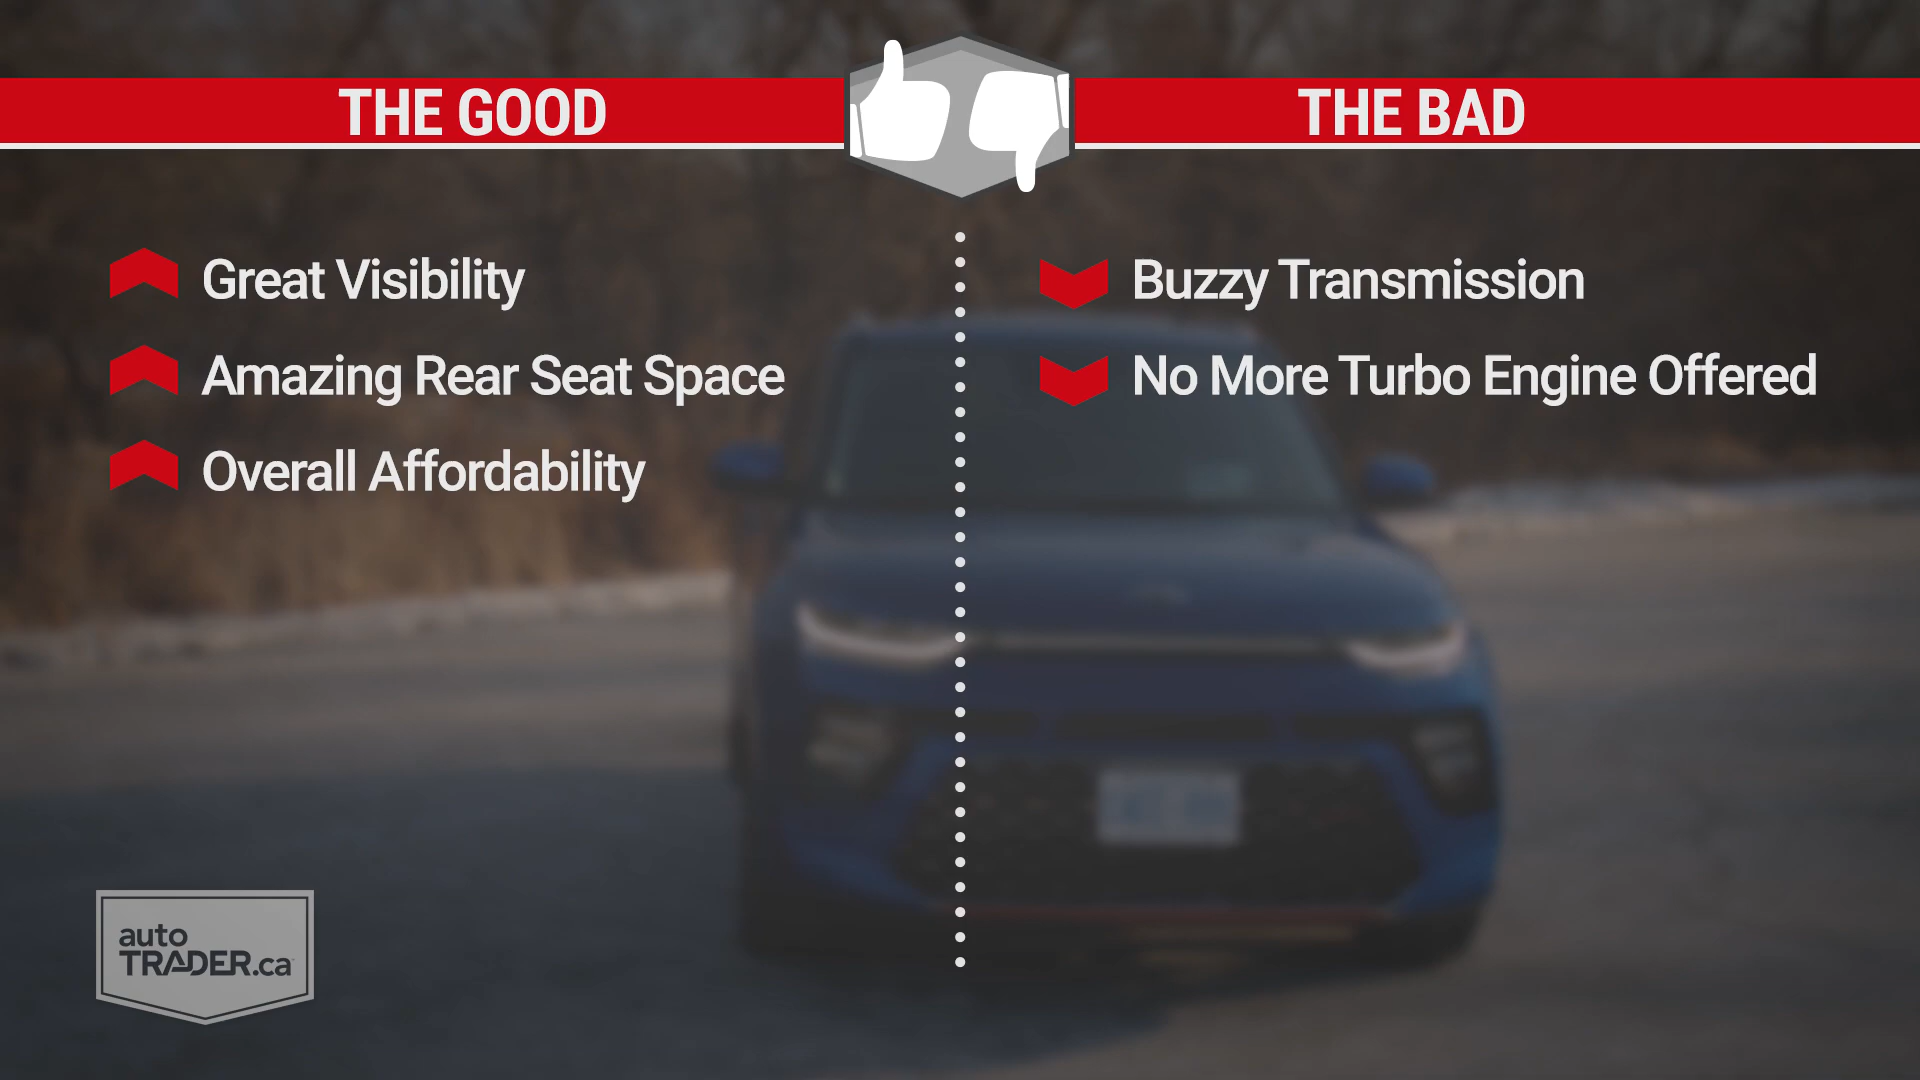 THE GOOD
THE BAD
Great Visibility
Amazing Rear Seat Space
Overall Affordability
Buzzy Transmission
No More Turbo Engine Offered
auto
TRADER.ca